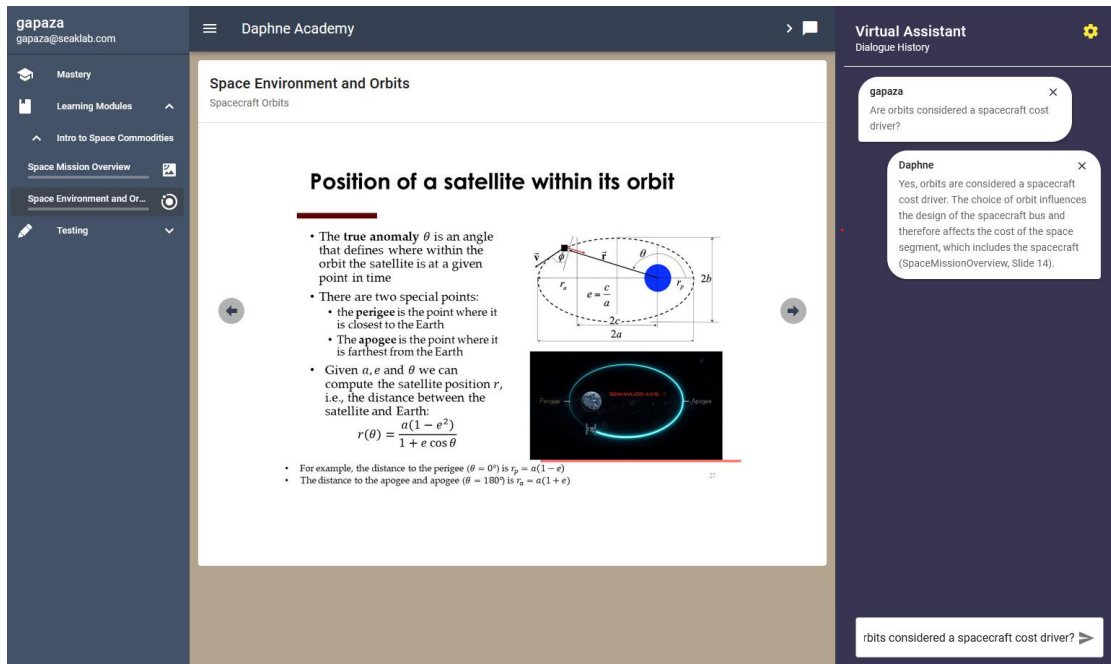 gapaza
gapaza@seaklab.com
Mastery
Learning Modules
Intro to Space Commodities
Space Mission Overview
Space Environment and Or...
Testing
Daphne Academy
Space Environment and Orbits
Spacecraft Orbits
Position of a satellite within its orbit
• The true anomaly θ is an angle
that defines where within the
orbit the satellite is at a given
point in time
• There are two special points:
• the perigee is the point where it
is closest to the Earth
• The apogee is the point where it
is farthest from the Earth
• Given a, e and θ we can
compute the satellite position r,
i.e., the distance between the
satellite and Earth:
r(θ) = a(1 − e²) / 1 + e cos θ
• For example, the distance to the perigee (θ = 0°) is rₚ = a(1 − e)
• The distance to the apogee and apogee (θ = 180°) is rₐ = a(1 + e)
v⃗ ϕ r⃗ θ
rₐ e = c/a rₚ 2b
2c
2a
Perigee SEMI-MAJOR AXIS Apogee
27
Virtual Assistant
Dialogue History
gapaza
Are orbits considered a spacecraft cost
driver?
Daphne
Yes, orbits are considered a spacecraft
cost driver. The choice of orbit influences
the design of the spacecraft bus and
therefore affects the cost of the space
segment, which includes the spacecraft
(SpaceMissionOverview, Slide 14).
rbits considered a spacecraft cost driver?